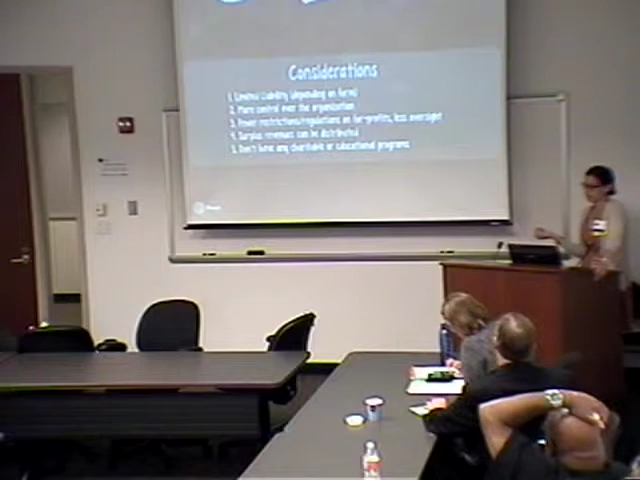 Considerations
1. Limited Liability (depending on form)
2. More control over the organization
3. Fewer restrictions/regulations on for-profits, less oversight
4. Surplus revenues can be distributed
5. Don't have any charitable or educational programs